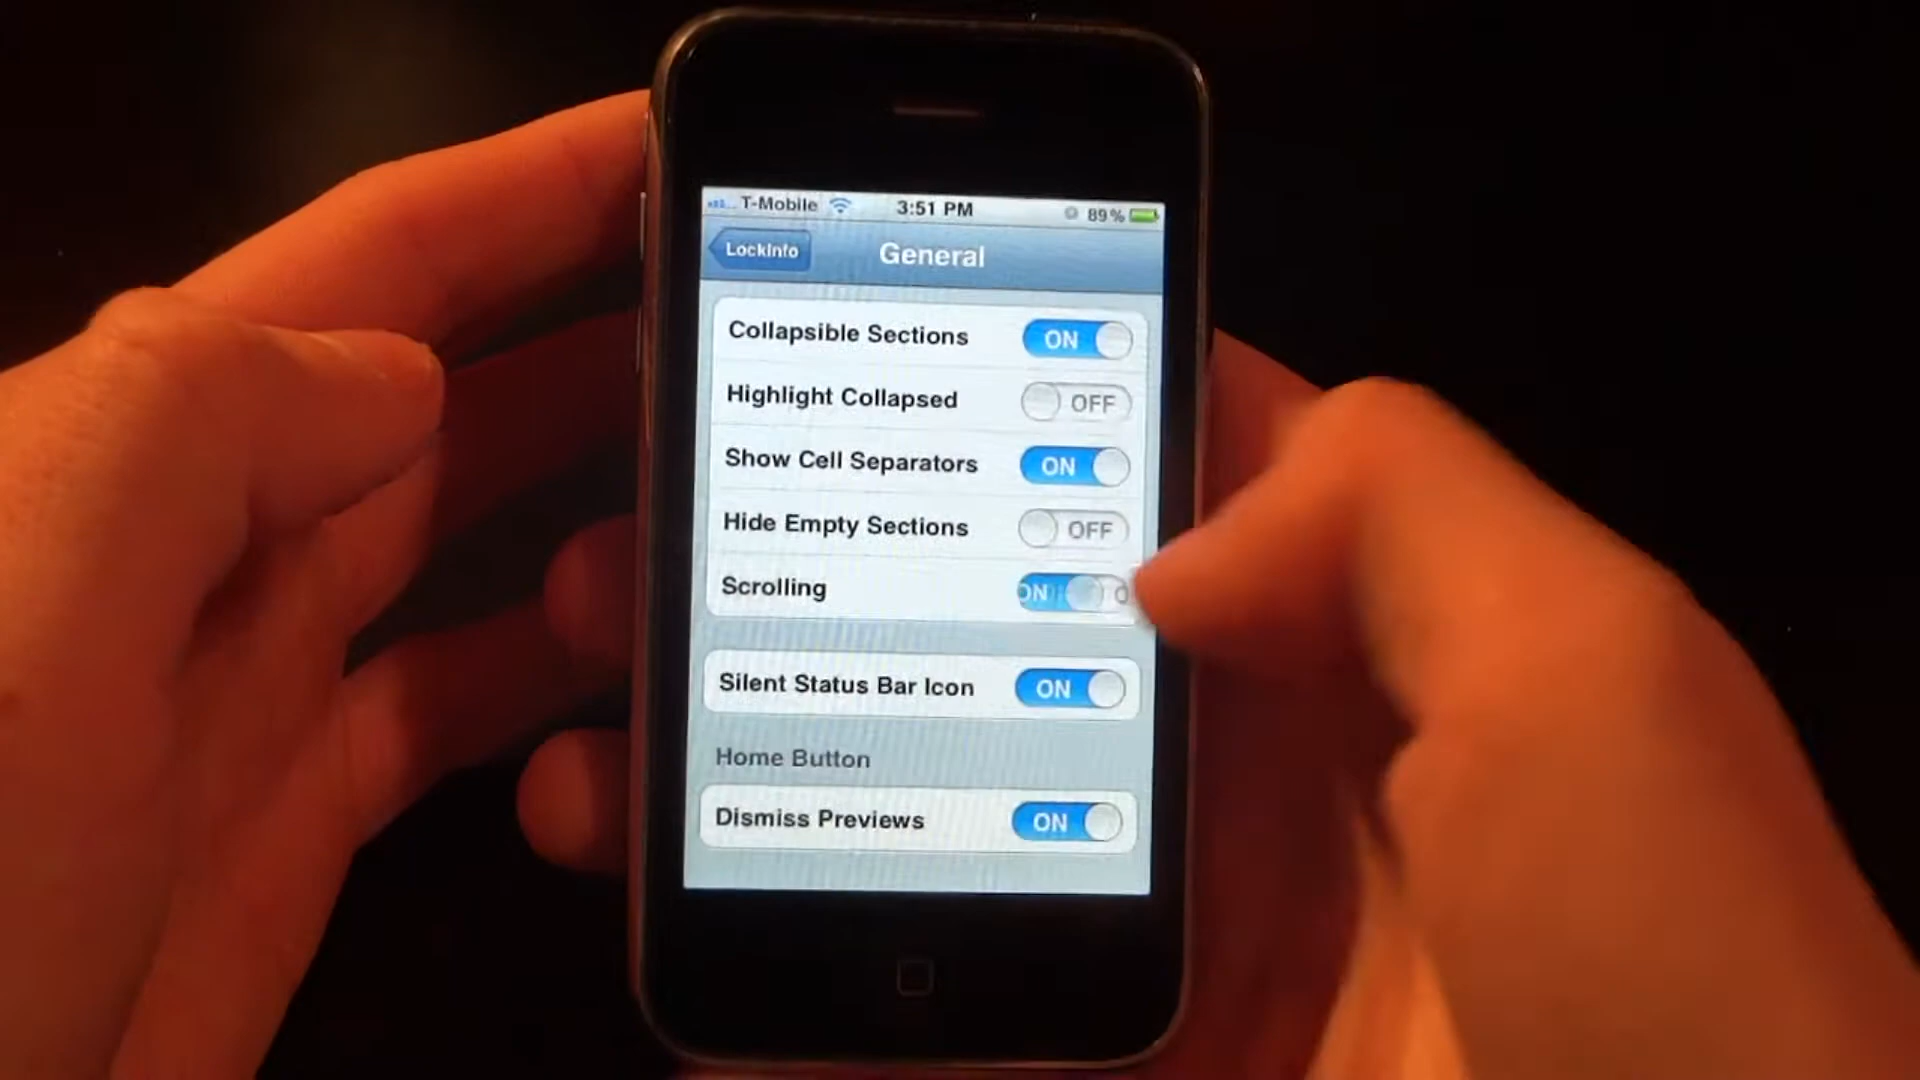 T-Mobile 3:51 PM 89%
LockInfo General
Collapsible Sections ON
Highlight Collapsed OFF
Show Cell Separators ON
Hide Empty Sections OFF
Scrolling ON O
Silent Status Bar Icon ON
Home Button
Dismiss Previews ON